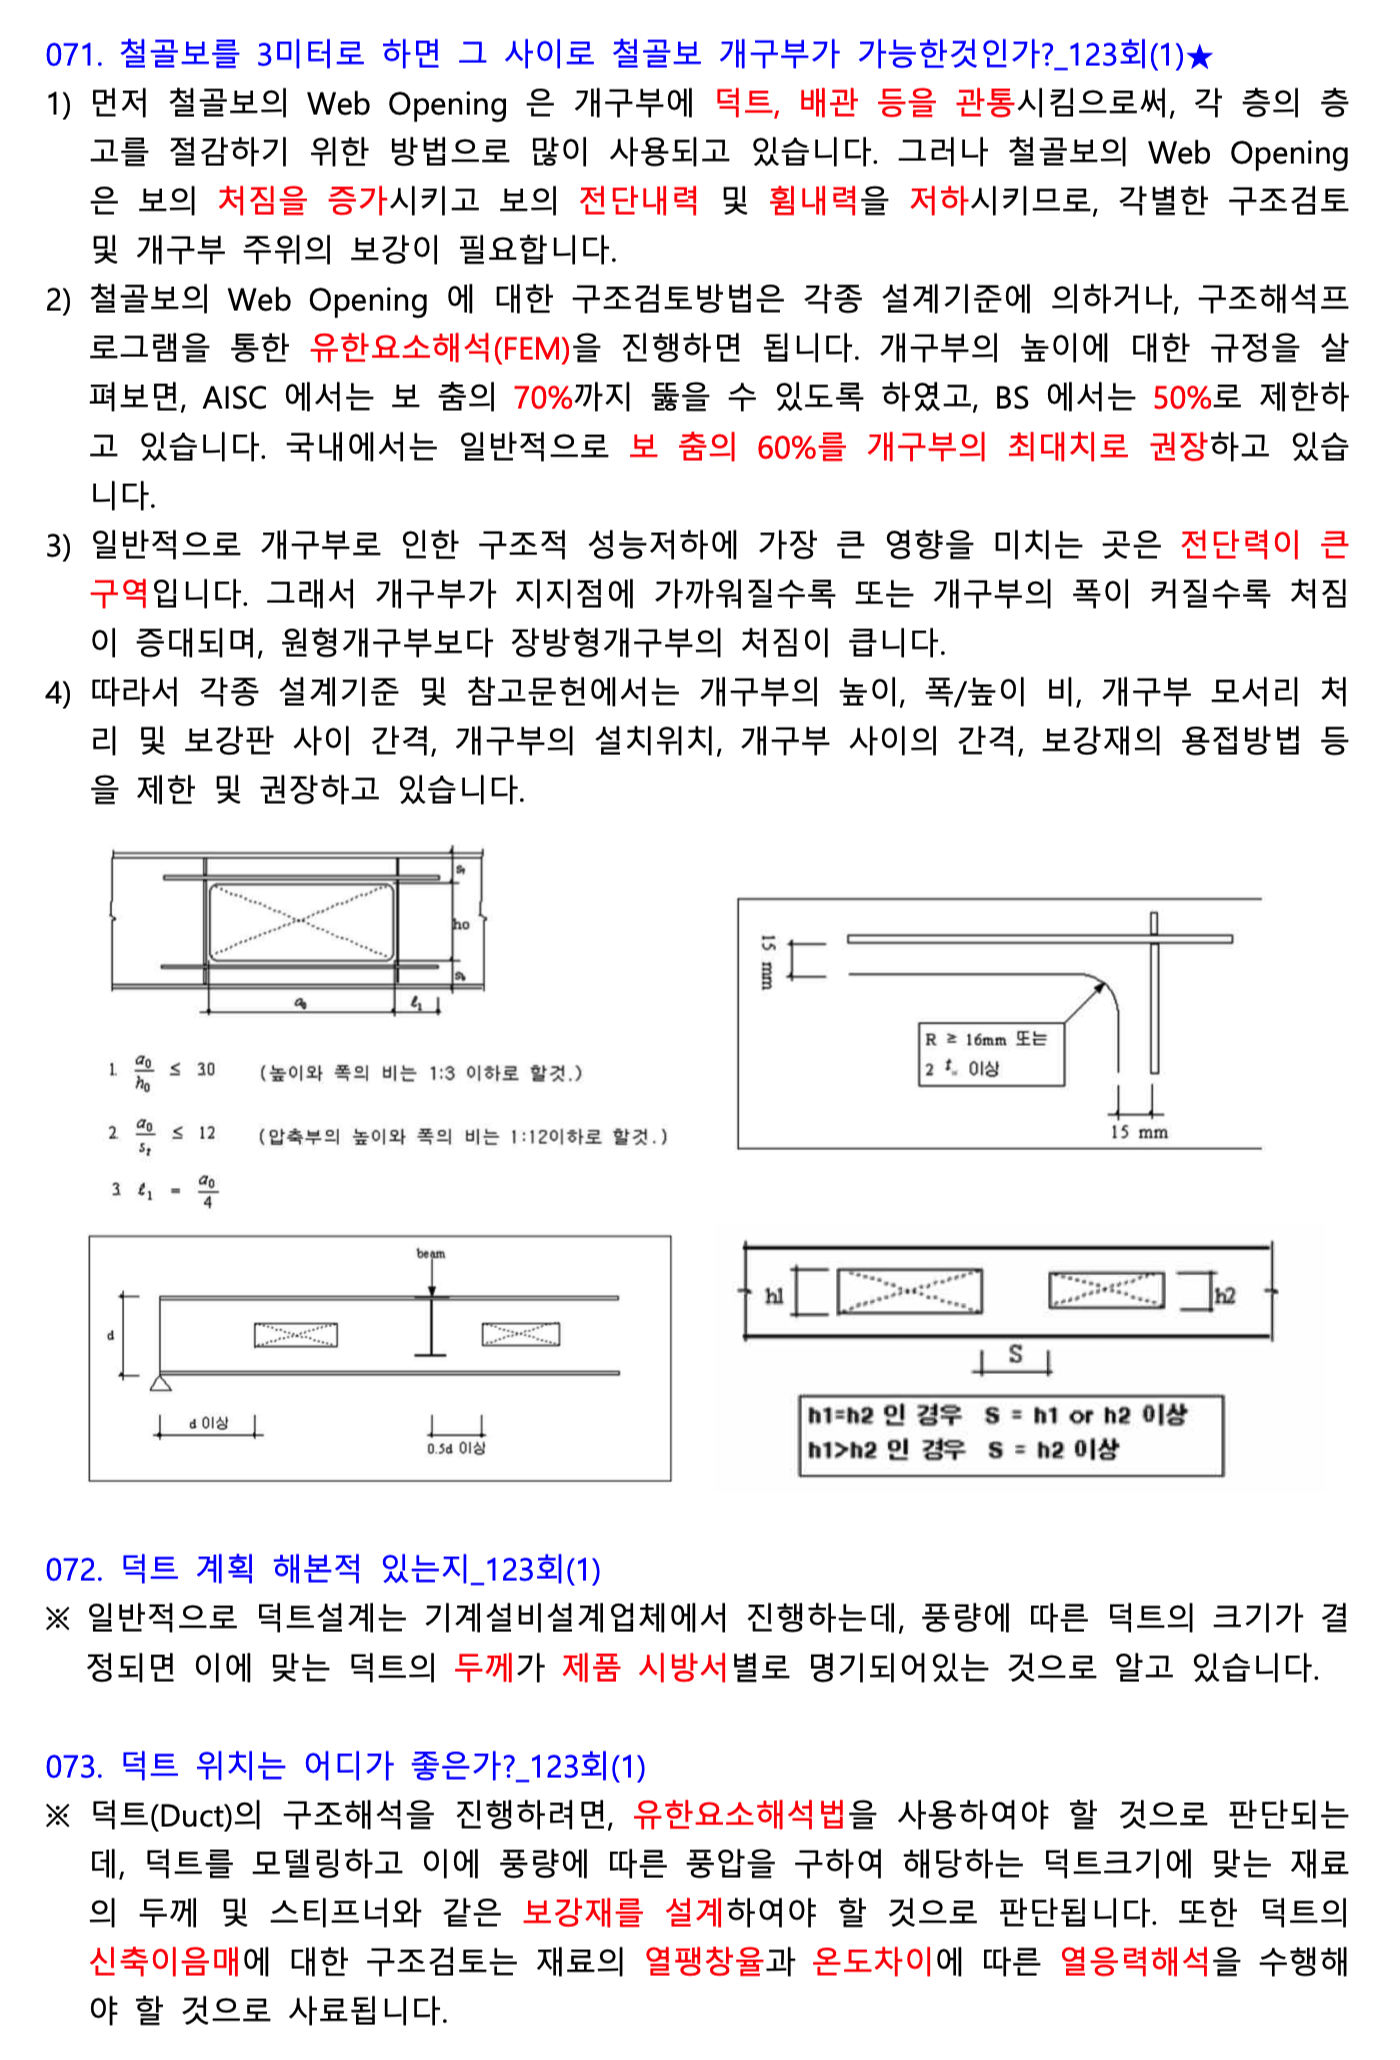 071. 철골보를 3미터로 하면 그 사이로 철골보 개구부가 가능한것인가?_123회(1)★
1) 먼저 철골보의 Web Opening 은 개구부에 덕트, 배관 등을 관통시킴으로써, 각 층의 층
고를 절감하기 위한 방법으로 많이 사용되고 있습니다. 그러나 철골보의 Web Opening
은 보의 처짐을 증가시키고 보의 전단내력 및 휨내력을 저하시키므로, 각별한 구조검토
및 개구부 주위의 보강이 필요합니다.
2) 철골보의 Web Opening 에 대한 구조검토방법은 각종 설계기준에 의하거나, 구조해석프
로그램을 통한 유한요소해석(FEM)을 진행하면 됩니다. 개구부의 높이에 대한 규정을 살
펴보면, AISC 에서는 보 춤의 70%까지 뚫을 수 있도록 하였고, BS 에서는 50%로 제한하
고 있습니다. 국내에서는 일반적으로 보 춤의 60%를 개구부의 최대치로 권장하고 있습
니다.
3) 일반적으로 개구부로 인한 구조적 성능저하에 가장 큰 영향을 미치는 곳은 전단력이 큰
구역입니다. 그래서 개구부가 지지점에 가까워질수록 또는 개구부의 폭이 커질수록 처짐
이 증대되며, 원형개구부보다 장방형개구부의 처짐이 큽니다.
4) 따라서 각종 설계기준 및 참고문헌에서는 개구부의 높이, 폭/높이 비, 개구부 모서리 처
리 및 보강판 사이 간격, 개구부의 설치위치, 개구부 사이의 간격, 보강재의 용접방법 등
을 제한 및 권장하고 있습니다.
ho
a₀ ℓ₁
1. a₀/h₀ ≤ 3.0 (높이와 폭의 비는 1:3 이하로 할것.)
2. a₀/sₜ ≤ 12 (압축부의 높이와 폭의 비는 1:12이하로 할것.)
3. ℓ₁ = a₀/4
15 mm
R ≥ 16mm 또는
2 t 이상
15 mm
beam
d
d 이상
0.5d 이상
h1
h2
S
h1=h2 인 경우 S = h1 or h2 이상
h1>h2 인 경우 S = h2 이상
072. 덕트 계획 해본적 있는지_123회(1)
※ 일반적으로 덕트설계는 기계설비설계업체에서 진행하는데, 풍량에 따른 덕트의 크기가 결
정되면 이에 맞는 덕트의 두께가 제품 시방서별로 명기되어있는 것으로 알고 있습니다.
073. 덕트 위치는 어디가 좋은가?_123회(1)
※ 덕트(Duct)의 구조해석을 진행하려면, 유한요소해석법을 사용하여야 할 것으로 판단되는
데, 덕트를 모델링하고 이에 풍량에 따른 풍압을 구하여 해당하는 덕트크기에 맞는 재료
의 두께 및 스티프너와 같은 보강재를 설계하여야 할 것으로 판단됩니다. 또한 덕트의
신축이음매에 대한 구조검토는 재료의 열팽창율과 온도차이에 따른 열응력해석을 수행해
야 할 것으로 사료됩니다.